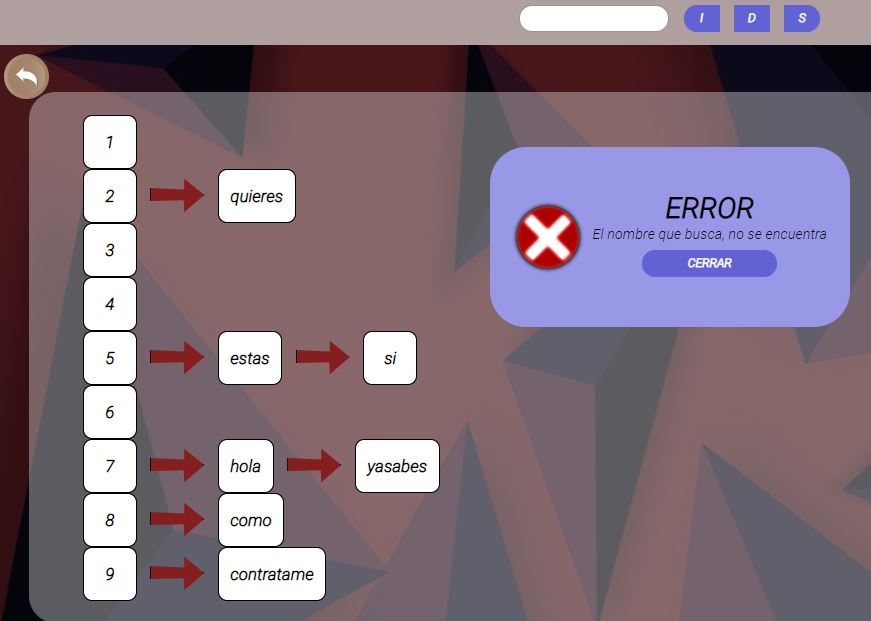 I D S
1
2 quieres
3
4
5 estas si
6
7 hola yasabes
8 como
9 contratame
ERROR
El nombre que busca, no se encuentra
CERRAR